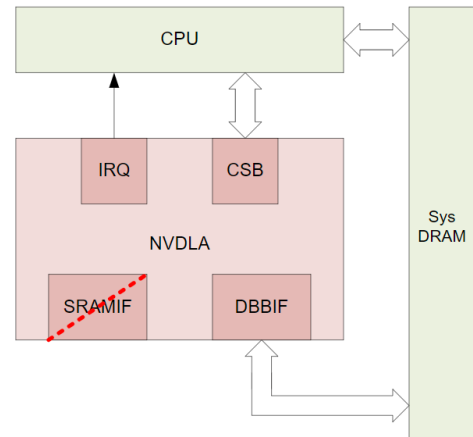 CPU
IRQ
CSB
NVDLA
Sys
DRAM
SRAMIF
DBBIF